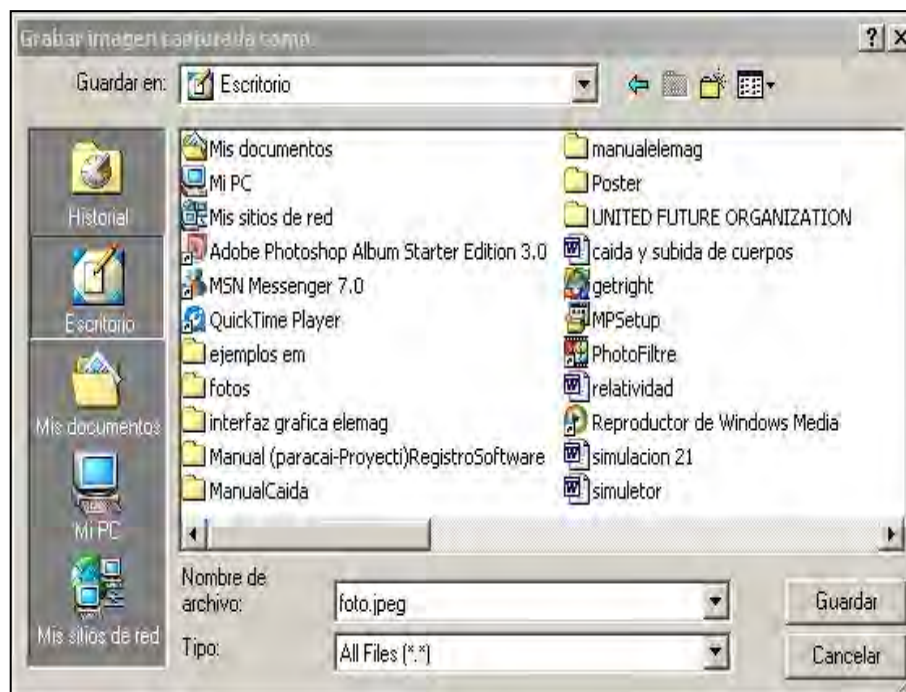 Grabar imagen capturada como
Guardar en: Escritorio
Historial
Escritorio
Mis documentos
Mi PC
Mis sitios de red
Mis documentos
Mi PC
Mis sitios de red
Adobe Photoshop Album Starter Edition 3.0
MSN Messenger 7.0
QuickTime Player
ejemplos em
fotos
interfaz grafica elemag
Manual (paracai-Proyecti)RegistroSoftware
ManualCaida
manualelemag
Poster
UNITED FUTURE ORGANIZATION
caida y subida de cuerpos
getright
MPSetup
PhotoFiltre
relatividad
Reproductor de Windows Media
simulacion 21
simuletor
Nombre de
archivo: foto.jpeg
Guardar
Tipo: All Files (*.*)
Cancelar